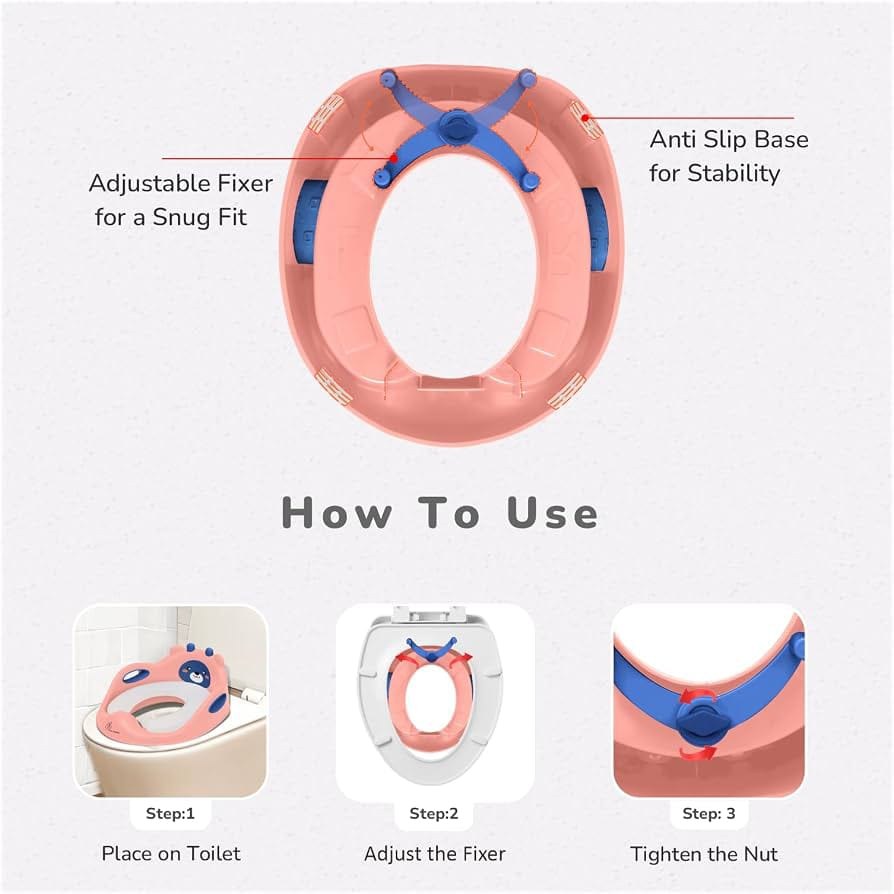 Adjustable Fixer
for a Snug Fit
Anti Slip Base
for Stability
How To Use
Step:1
Place on Toilet
Step:2
Adjust the Fixer
Step: 3
Tighten the Nut